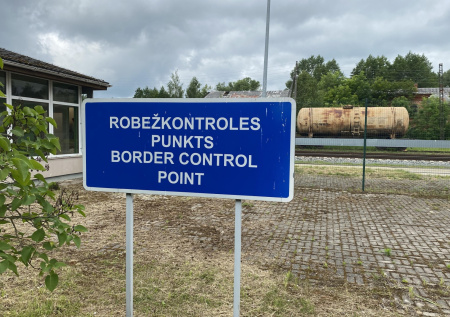 ROBEŽKONTROLES
PUNKTS
BORDER CONTROL
POINT